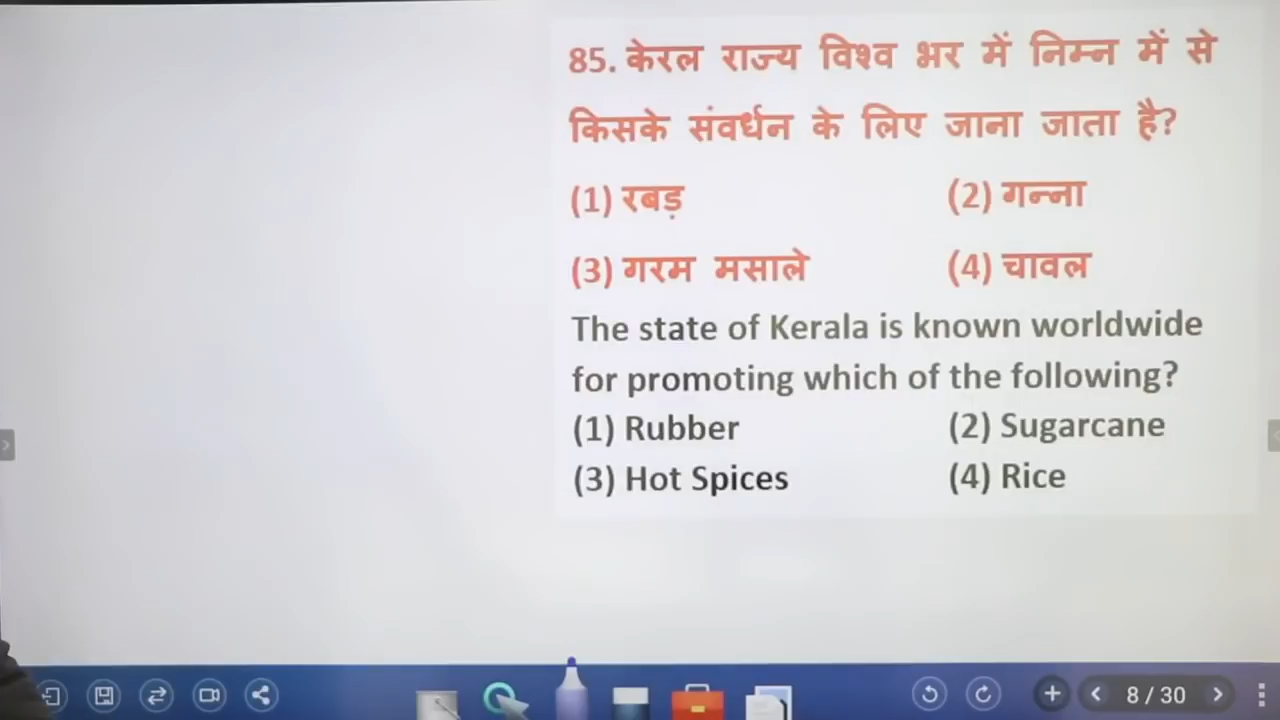 85. केरल राज्य विश्व भर में निम्न में से
किसके संवर्धन के लिए जाना जाता है?
(1) रबड़ (2) गन्ना
(3) गरम मसाले (4) चावल
The state of Kerala is known worldwide
for promoting which of the following?
(1) Rubber (2) Sugarcane
(3) Hot Spices (4) Rice
8 / 30